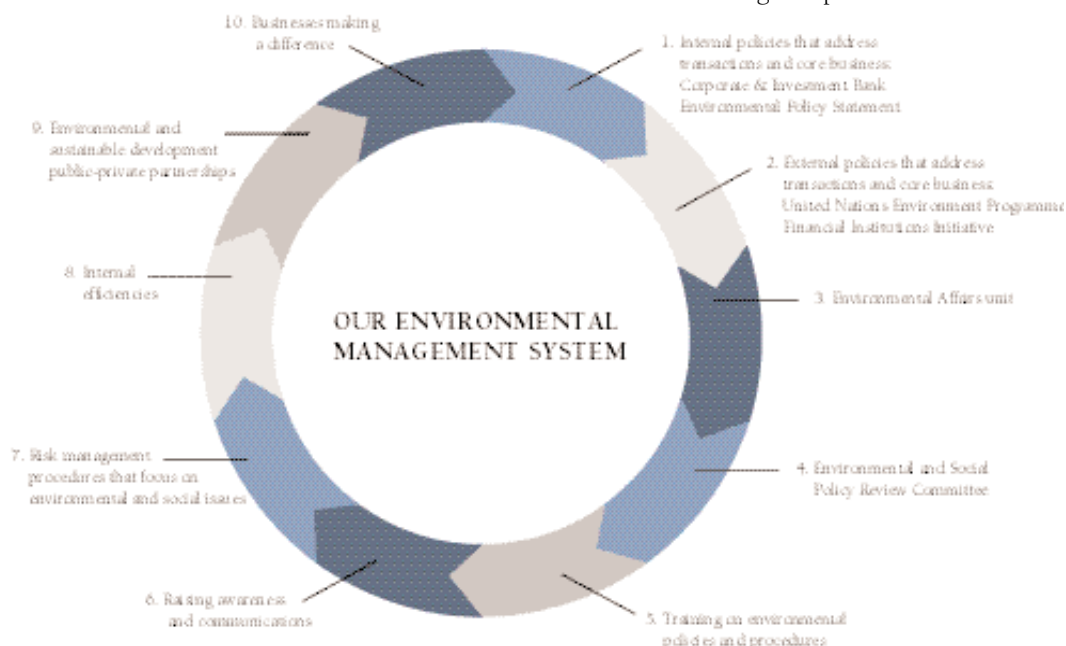 10. Businesses making
a difference
1. Internal policies that address
transactions and core business:
Corporate & Investment Bank
Environmental Policy Statement
9. Environmental and
sustainable development
public-private partnerships
2. External policies that address
transactions and core business:
United Nations Environment Programme
Financial Institutions Initiative
8. Internal
efficiencies
3. Environmental Affairs unit
OUR ENVIRONMENTAL
MANAGEMENT SYSTEM
7. Risk management
procedures that focus on
environmental and social issues
4. Environmental and Social
Policy Review Committee
6. Raising awareness
and communications
5. Training on environmental
policies and procedures